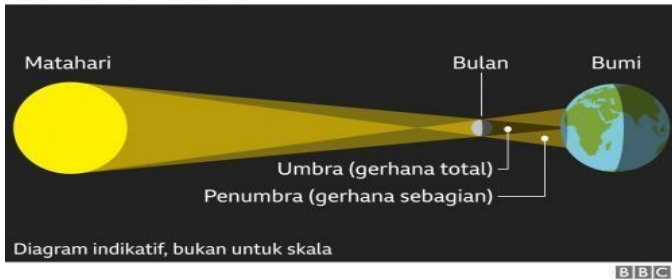 Matahari
Bulan
Bumi
Umbra (gerhana total)
Penumbra (gerhana sebagian)
Diagram indikatif, bukan untuk skala
BBC